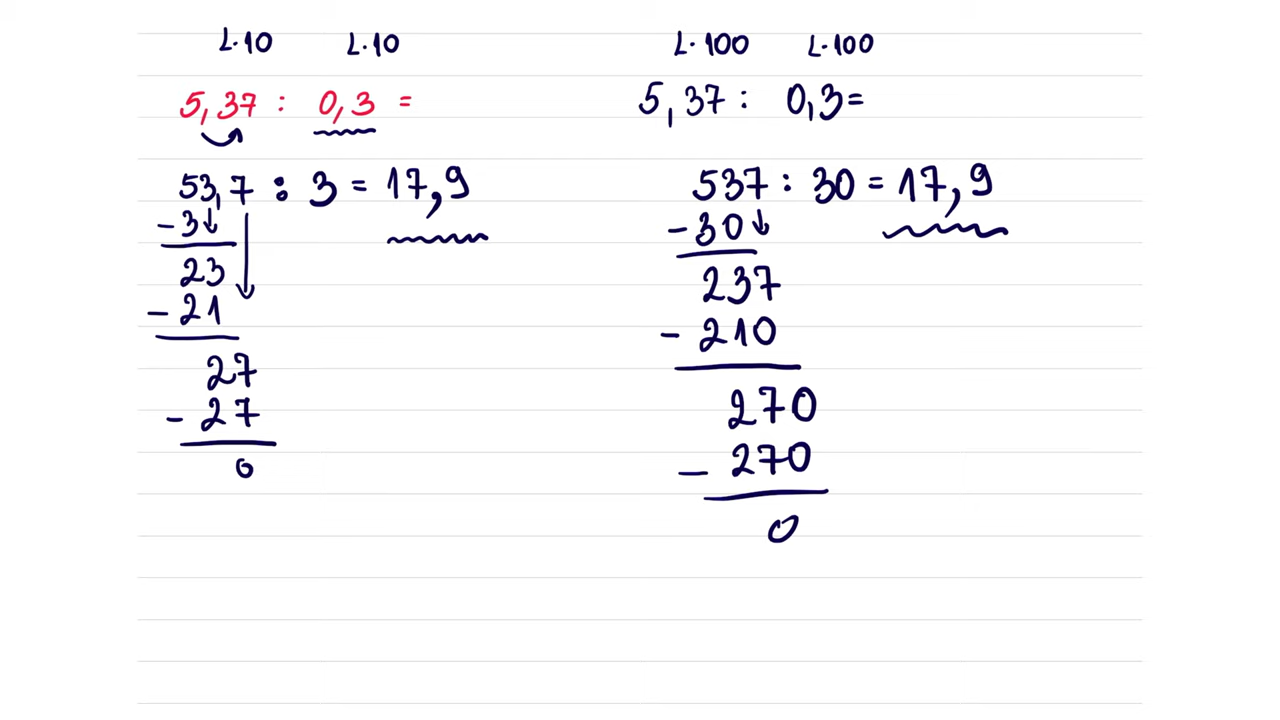 L·10 L·10
5,37 : 0,3 =
53,7 : 3 = 17,9
-3
23
- 21
27
- 27
0
L·100 L·100
5,37 : 0,3=
537 : 30 = 17,9
-30
237
- 210
270
- 270
0